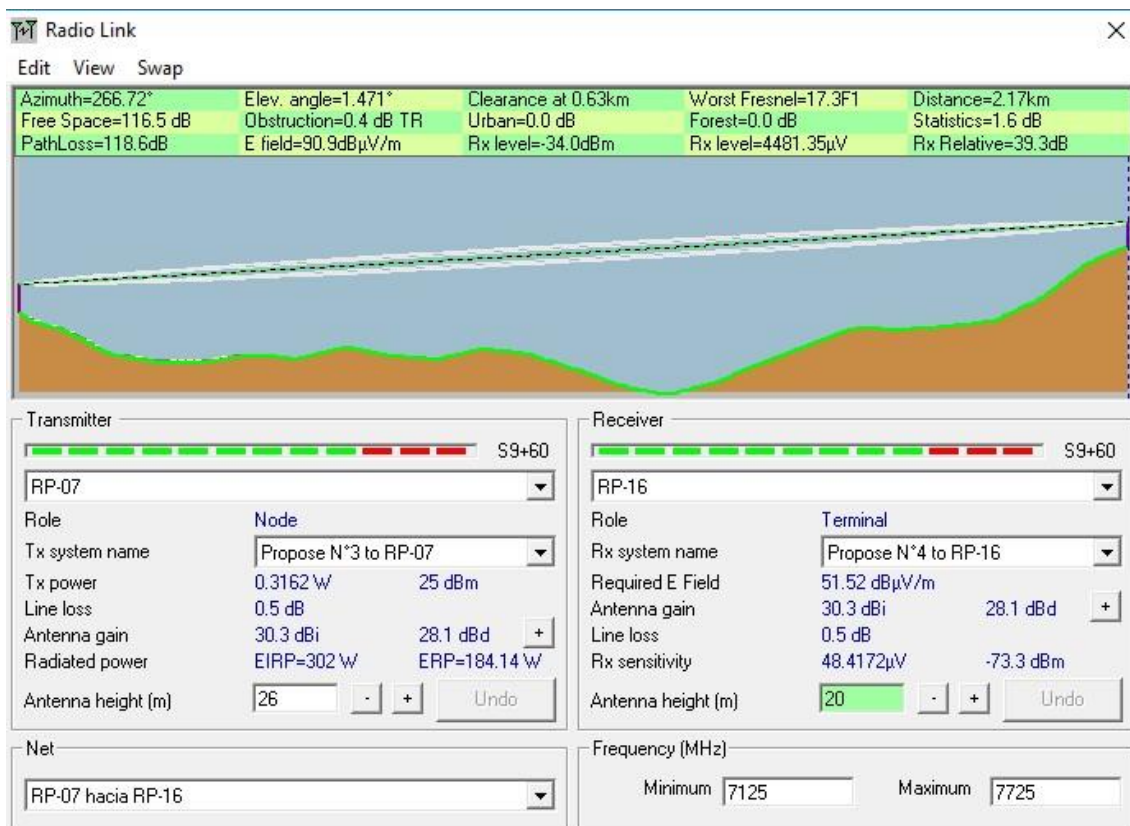 Radio Link
Edit View Swap
Azimuth=266.72° Elev. angle=1.471° Clearance at 0.63km Worst Fresnel=17.3F1 Distance=2.17km
Free Space=116.5 dB Obstruction=0.4 dB TR Urban=0.0 dB Forest=0.0 dB Statistics=1.6 dB
PathLoss=118.6dB E field=90.9dBµV/m Rx level=-34.0dBm Rx level=4481.35µV Rx Relative=39.3dB
Transmitter
S9+60
RP-07
Role Node
Tx system name Propose N°3 to RP-07
Tx power 0.3162 W 25 dBm
Line loss 0.5 dB
Antenna gain 30.3 dBi 28.1 dBd +
Radiated power EIRP=302 W ERP=184.14 W
Antenna height (m) 26 - + Undo
Receiver
S9+60
RP-16
Role Terminal
Rx system name Propose N°4 to RP-16
Required E Field 51.52 dBµV/m
Antenna gain 30.3 dBi 28.1 dBd +
Line loss 0.5 dB
Rx sensitivity 48.4172µV -73.3 dBm
Antenna height (m) 20 - + Undo
Net
RP-07 hacia RP-16
Frequency (MHz)
Minimum 7125 Maximum 7725